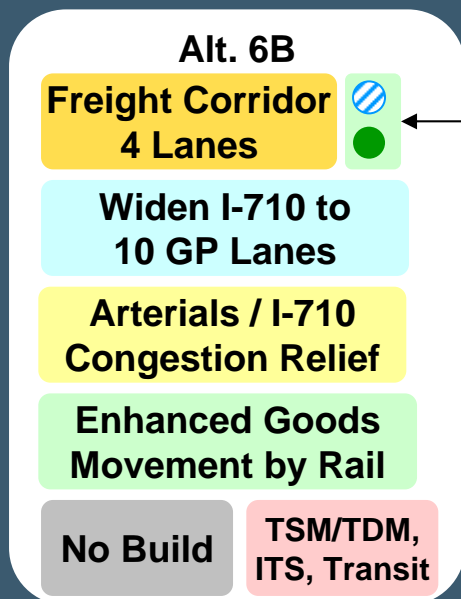 Alt. 6B
Freight Corridor
4 Lanes
Widen I-710 to
10 GP Lanes
Arterials / I-710
Congestion Relief
Enhanced Goods
Movement by Rail
No Build
TSM/TDM,
ITS, Transit